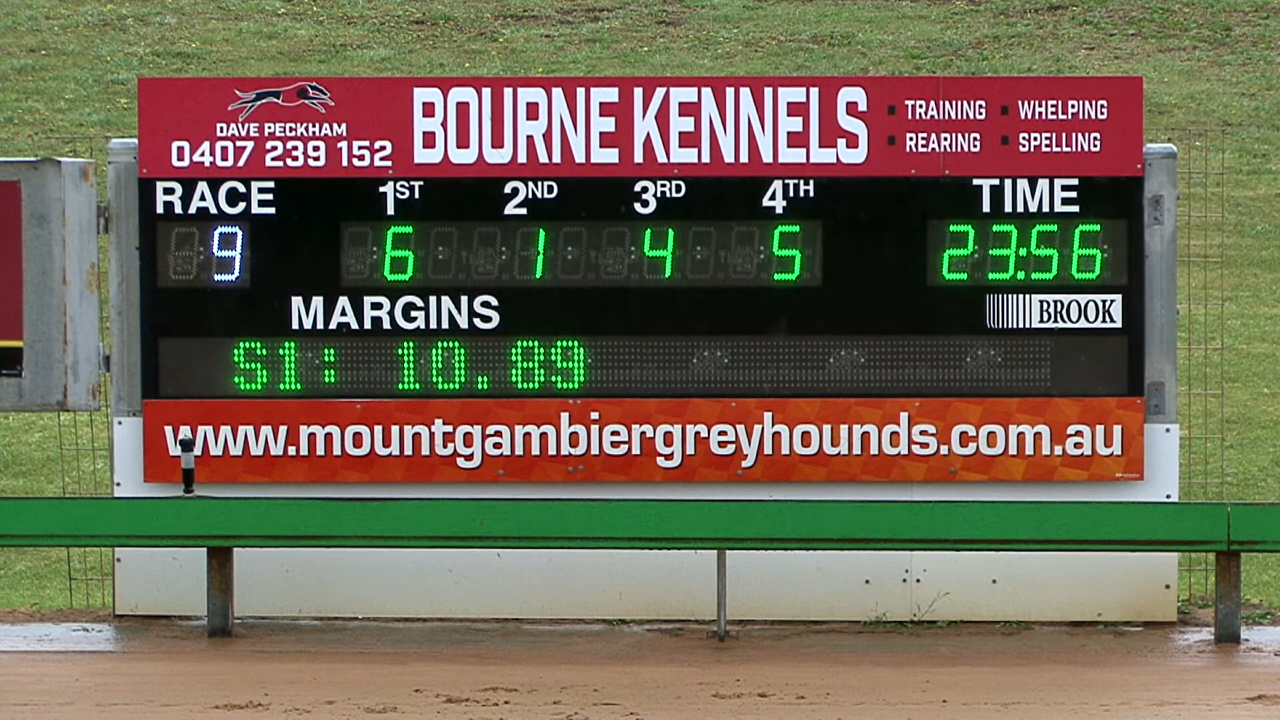 DAVE PECKHAM
0407 239 152
BOURNE KENNELS
▪ TRAINING ▪ WHELPING
▪ REARING ▪ SPELLING
RACE 1ST 2ND 3RD 4TH TIME
9 6 1 4 5 23:56
MARGINS
BROOK
S1: 10.89
www.mountgambiergreyhounds.com.au